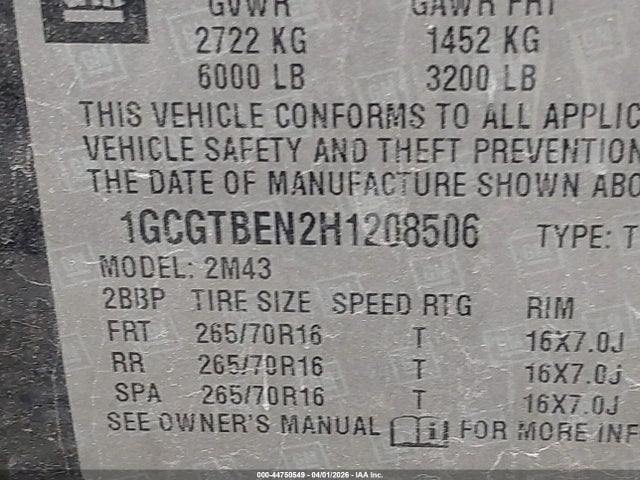 GVWR GAWR FRT
2722 KG 1452 KG
6000 LB 3200 LB
THIS VEHICLE CONFORMS TO ALL APPLIC
VEHICLE SAFETY AND THEFT PREVENTION
THE DATE OF MANUFACTURE SHOWN ABO
1GCGTBEN2H1208506 TYPE: T
MODEL: 2M43
2BBP TIRE SIZE SPEED RTG RIM
FRT 265/70R16 T 16X7.0J
RR 265/70R16 T 16X7.0J
SPA 265/70R16 T 16X7.0J
SEE OWNER'S MANUAL i FOR MORE INF
000-44750549 - 04/01/2026 - IAA Inc.